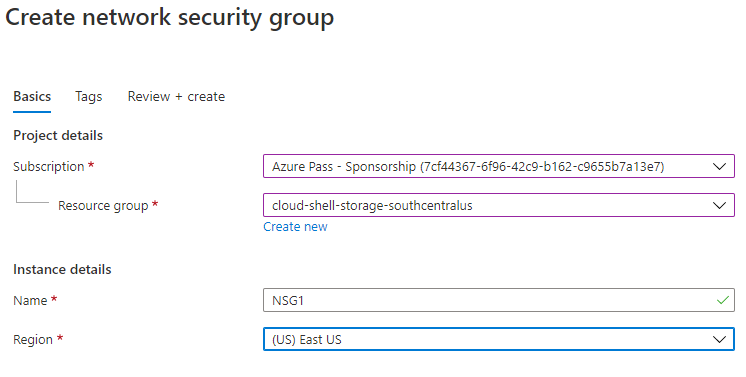 Create network security group
Basics Tags Review + create
Project details
Subscription * Azure Pass - Sponsorship (7cf44367-6f96-42c9-b162-c9655b7a13e7)
Resource group * cloud-shell-storage-southcentralus
Create new
Instance details
Name * NSG1
Region * (US) East US